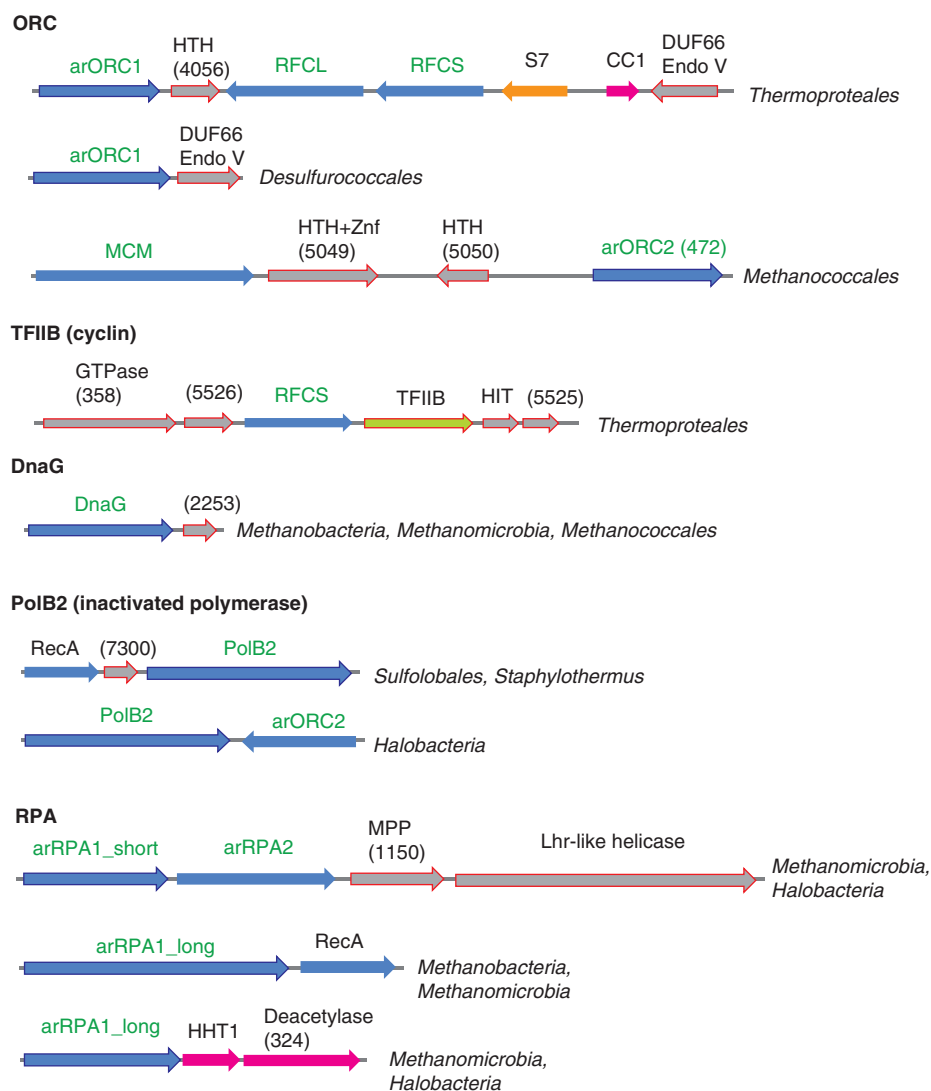 ORC
HTH
(4056)
arORC1
RFCL
RFCS
S7
CC1
DUF66
Endo V
Thermoproteales
arORC1
DUF66
Endo V
Desulfurococcales
MCM
HTH+Znf
(5049)
HTH
(5050)
arORC2 (472)
Methanococcales
TFIIB (cyclin)
GTPase
(358)
(5526)
RFCS
TFIIB
HIT
(5525)
Thermoproteales
DnaG
DnaG
(2253)
Methanobacteria, Methanomicrobia, Methanococcales
PolB2 (inactivated polymerase)
RecA
(7300)
PolB2
Sulfolobales, Staphylothermus
PolB2
arORC2
Halobacteria
RPA
arRPA1_short
arRPA2
MPP
(1150)
Lhr-like helicase
Methanomicrobia,
Halobacteria
arRPA1_long
RecA
Methanobacteria,
Methanomicrobia
arRPA1_long
HHT1
Deacetylase
(324)
Methanomicrobia,
Halobacteria